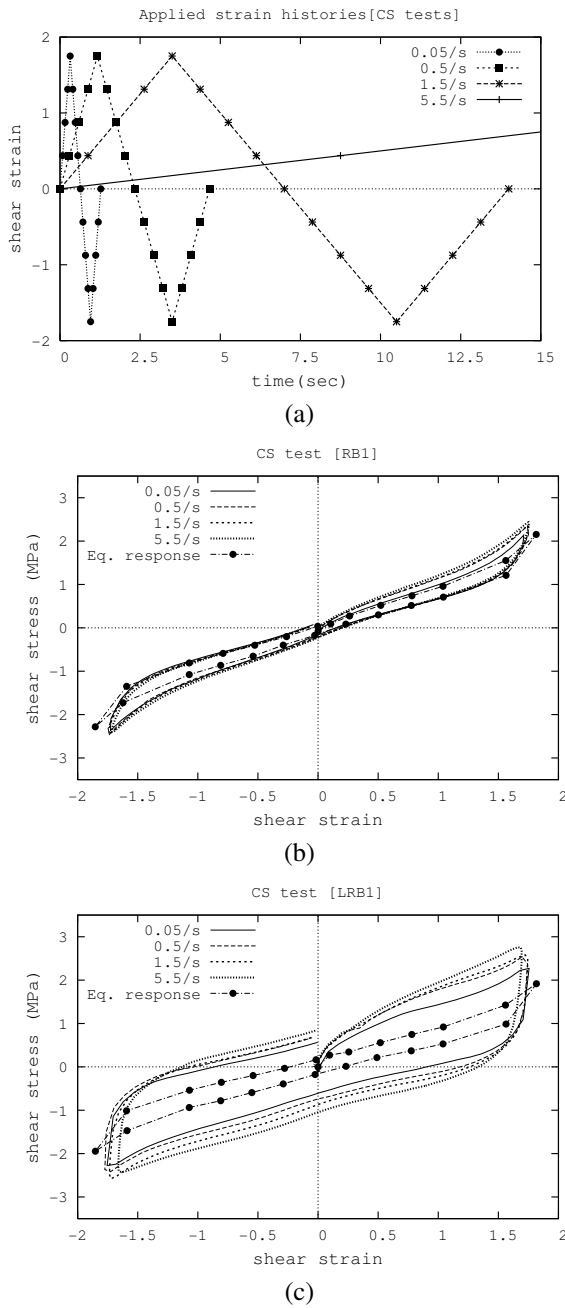 Applied strain histories[CS tests]
2
1
0
-1
-2
shear strain
0.05/s
0.5/s
1.5/s
5.5/s
0 2.5 5 7.5 10 12.5 15
time(sec)
(a)
CS test [RB1]
3
2
1
0
-1
-2
-3
shear stress (MPa)
0.05/s
0.5/s
1.5/s
5.5/s
Eq. response
-2 -1.5 -1 -0.5 0 0.5 1 1.5 2
shear strain
(b)
CS test [LRB1]
3
2
1
0
-1
-2
-3
shear stress (MPa)
0.05/s
0.5/s
1.5/s
5.5/s
Eq. response
-2 -1.5 -1 -0.5 0 0.5 1 1.5 2
shear strain
(c)